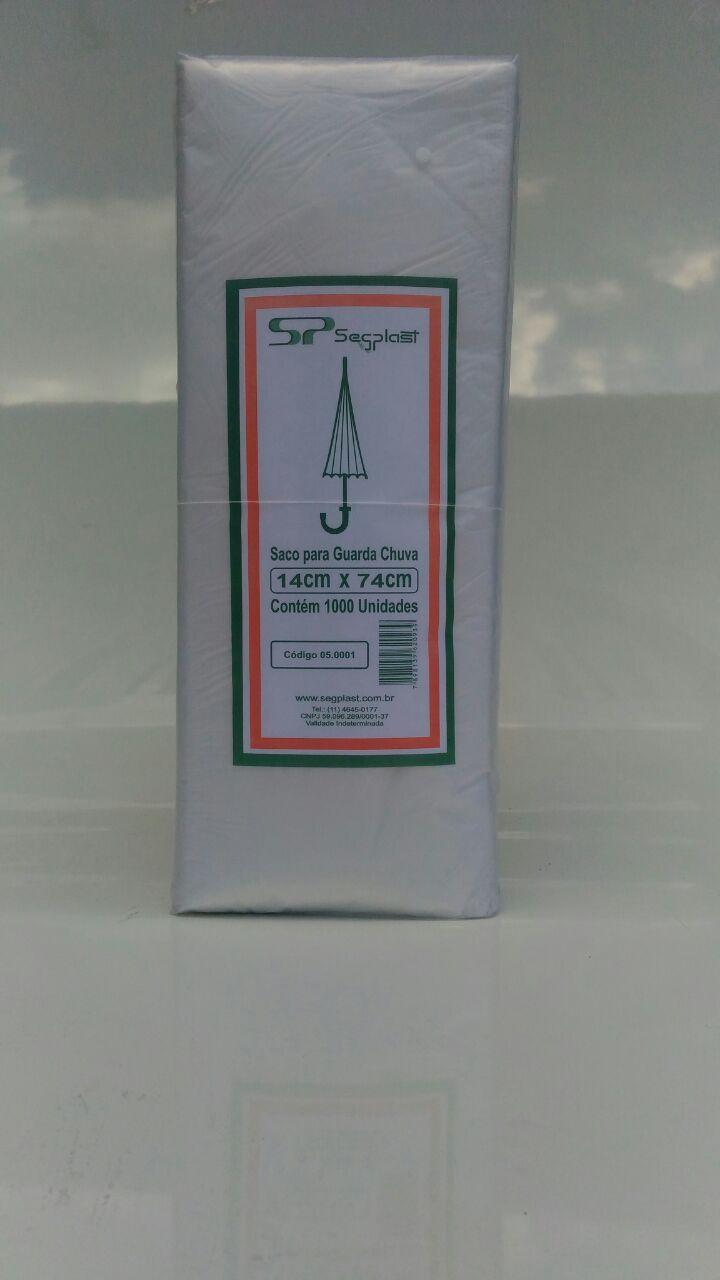 SP Segplast
Saco para Guarda Chuva
14cm x 74cm
Contém 1000 Unidades
Código 05.0001
www.segplast.com.br
Tel.: (11) 4645-0177
CNPJ 59.096.289/0001-37
Validade Indeterminada